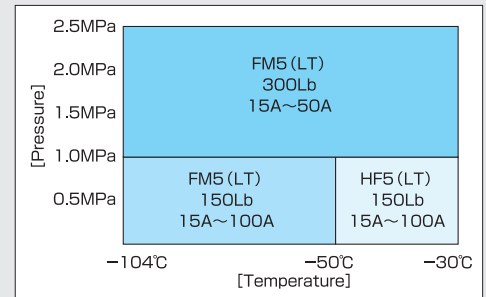 2.5MPa
2.0MPa
1.5MPa
1.0MPa
0.5MPa
[Pressure]
FM5(LT)
300Lb
15A～50A
FM5(LT)
150Lb
15A～100A
HF5(LT)
150Lb
15A～100A
−104℃
−50℃
−30℃
[Temperature]